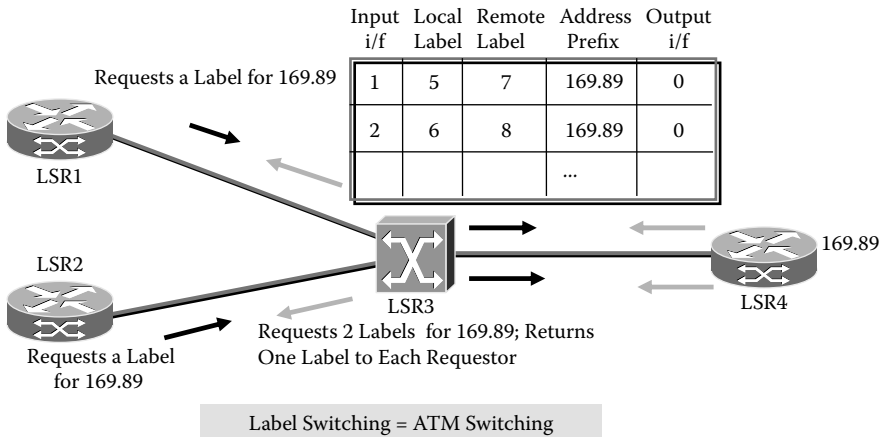 Input Local Remote Address Output
i/f Label Label Prefix i/f
Requests a Label for 169.89
1 5 7 169.89 0
2 6 8 169.89 0
...
LSR1
LSR2
LSR3
169.89
LSR4
Requests a Label
for 169.89
Requests 2 Labels for 169.89; Returns
One Label to Each Requestor
Label Switching = ATM Switching